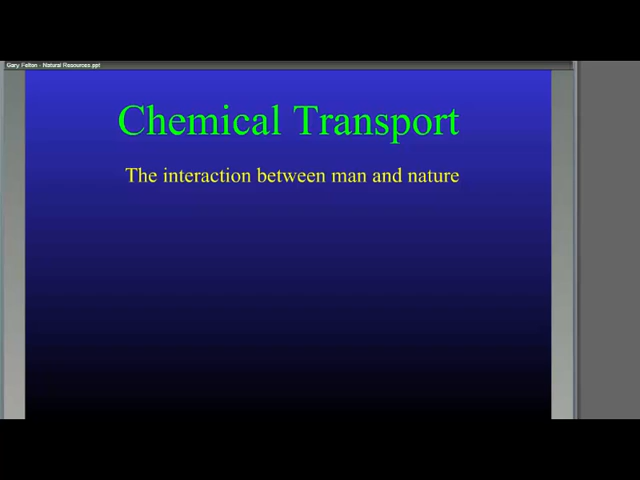 Gary Felton - Natural Resources.ppt
Chemical Transport
The interaction between man and nature